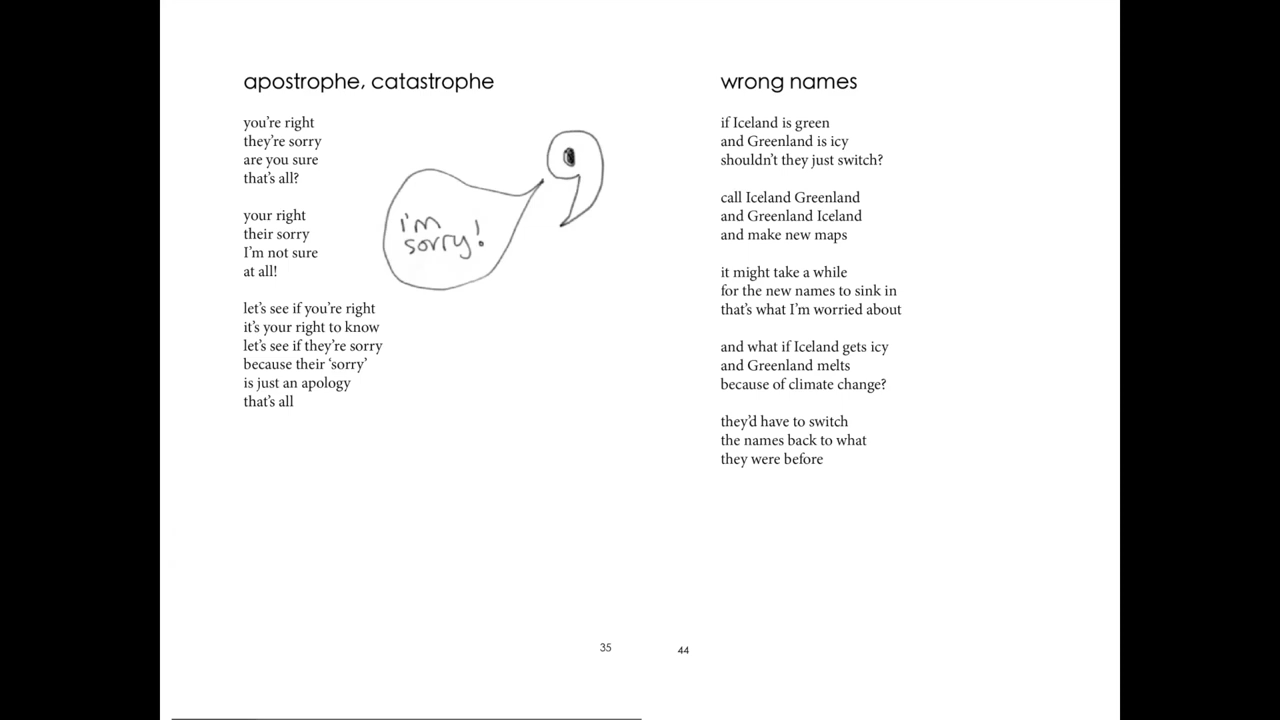 apostrophe, catastrophe
you’re right
they’re sorry
are you sure
that’s all?
your right
their sorry
I’m not sure
at all!
let’s see if you’re right
it’s your right to know
let’s see if they’re sorry
because their ‘sorry’
is just an apology
that’s all
i'm
sorry!
35
wrong names
if Iceland is green
and Greenland is icy
shouldn’t they just switch?
call Iceland Greenland
and Greenland Iceland
and make new maps
it might take a while
for the new names to sink in
that’s what I’m worried about
and what if Iceland gets icy
and Greenland melts
because of climate change?
they’d have to switch
the names back to what
they were before
44